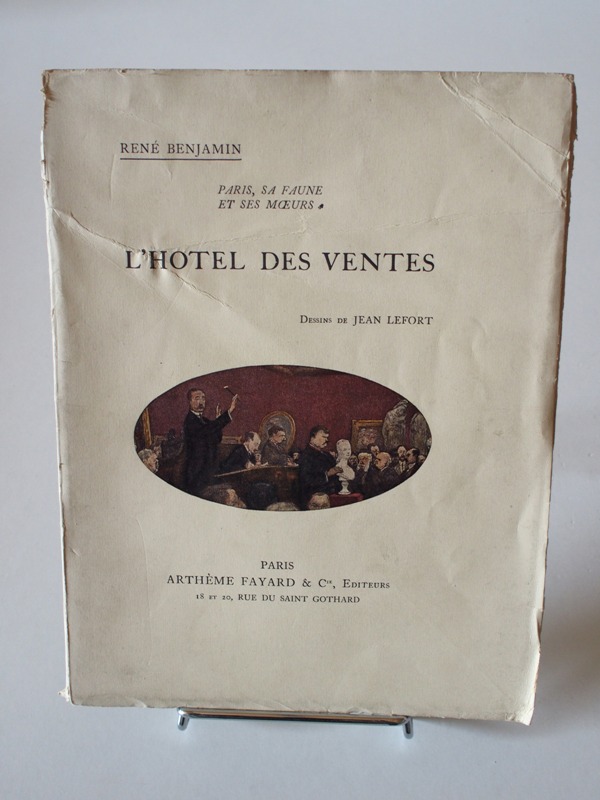 RENÉ BENJAMIN
PARIS, SA FAUNE
ET SES MŒURS
L'HOTEL DES VENTES
DESSINS DE JEAN LEFORT
PARIS
ARTHÈME FAYARD & Cie, EDITEURS
18 ET 20, RUE DU SAINT GOTHARD